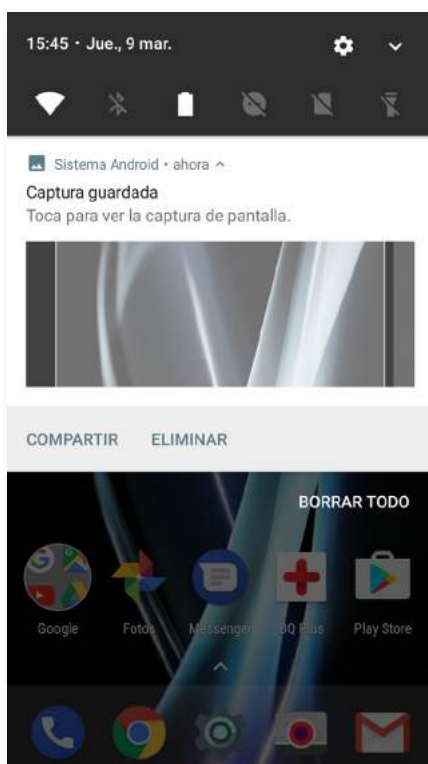 15:45 · Jue., 9 mar.
Sistema Android · ahora
Captura guardada
Toca para ver la captura de pantalla.
COMPARTIR ELIMINAR
BORRAR TODO
Google Fotos Messenger BQ Plus Play Store